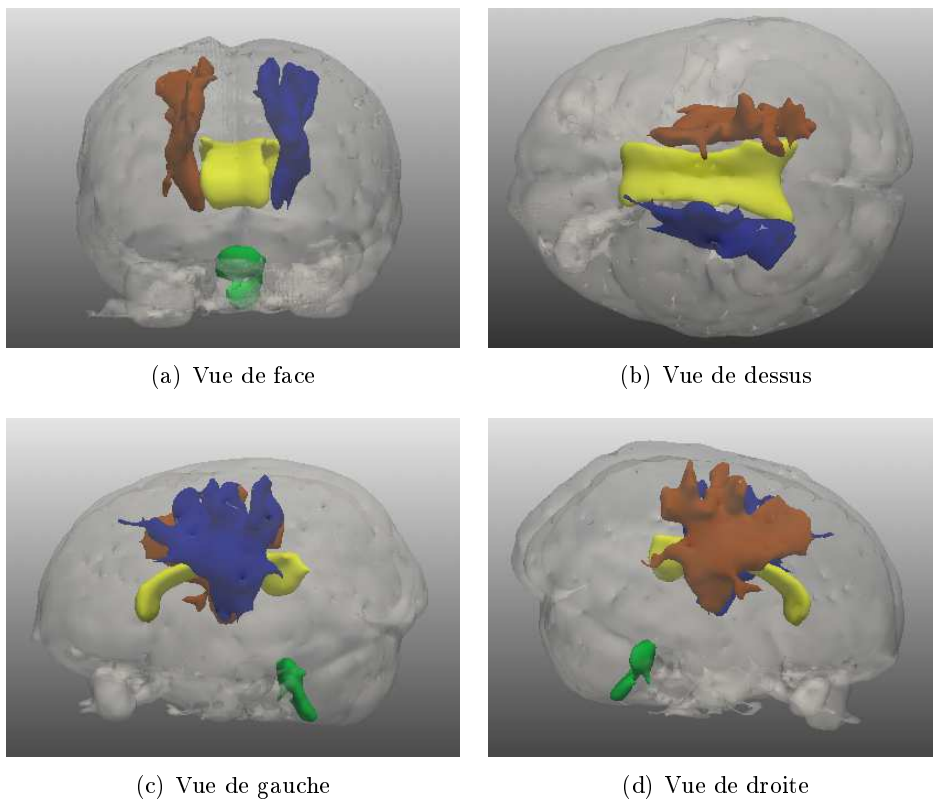 (a) Vue de face
(b) Vue de dessus
(c) Vue de gauche
(d) Vue de droite